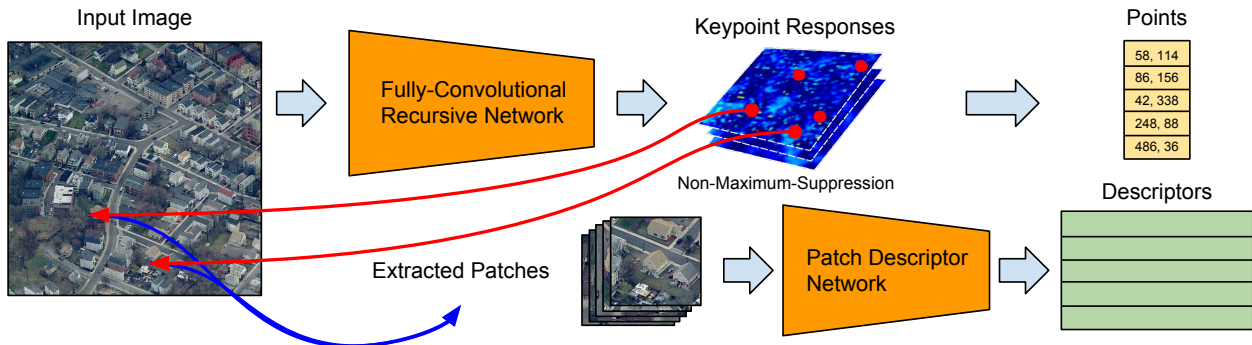 Input Image
Fully-Convolutional
Recursive Network
Keypoint Responses
Non-Maximum-Suppression
Points
58, 114
86, 156
42, 338
248, 88
486, 36
Extracted Patches
Patch Descriptor
Network
Descriptors